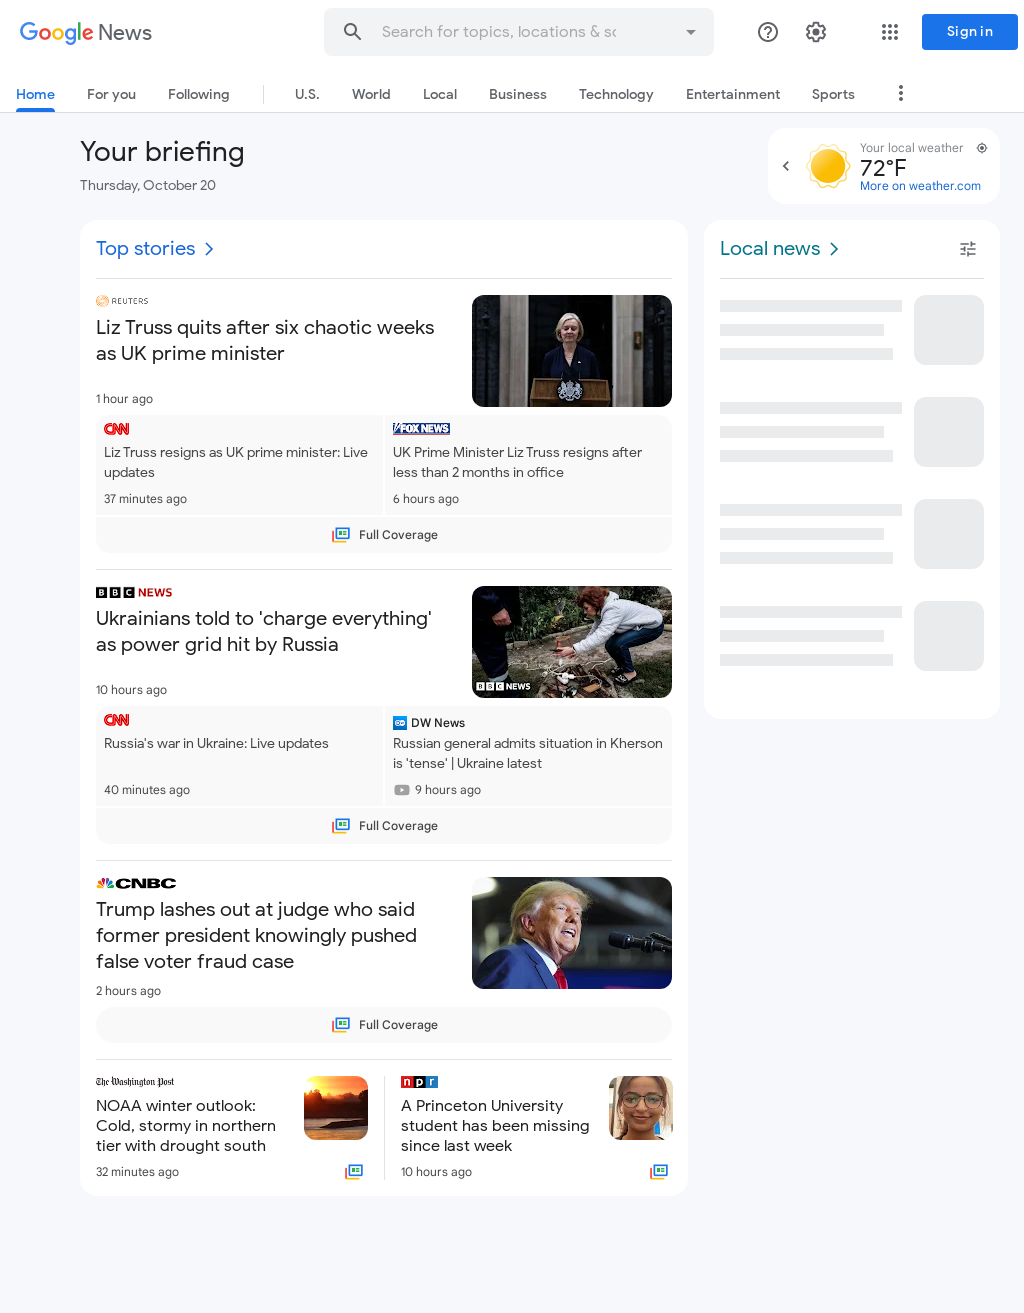 Google News
Search for topics, locations & so
Sign in
Home
For you
Following
U.S.
World
Local
Business
Technology
Entertainment
Sports
Your briefing
Thursday, October 20
Your local weather
72°F
More on weather.com
Top stories
REUTERS
Liz Truss quits after six chaotic weeks
as UK prime minister
1 hour ago
CNN
Liz Truss resigns as UK prime minister: Live
updates
37 minutes ago
FOX NEWS
UK Prime Minister Liz Truss resigns after
less than 2 months in office
6 hours ago
Full Coverage
BBC NEWS
Ukrainians told to 'charge everything'
as power grid hit by Russia
10 hours ago
BBC NEWS
CNN
Russia's war in Ukraine: Live updates
40 minutes ago
DW News
Russian general admits situation in Kherson
is 'tense' | Ukraine latest
9 hours ago
Full Coverage
CNBC
Trump lashes out at judge who said
former president knowingly pushed
false voter fraud case
2 hours ago
Full Coverage
The Washington Post
NOAA winter outlook:
Cold, stormy in northern
tier with drought south
32 minutes ago
npr
A Princeton University
student has been missing
since last week
10 hours ago
Local news